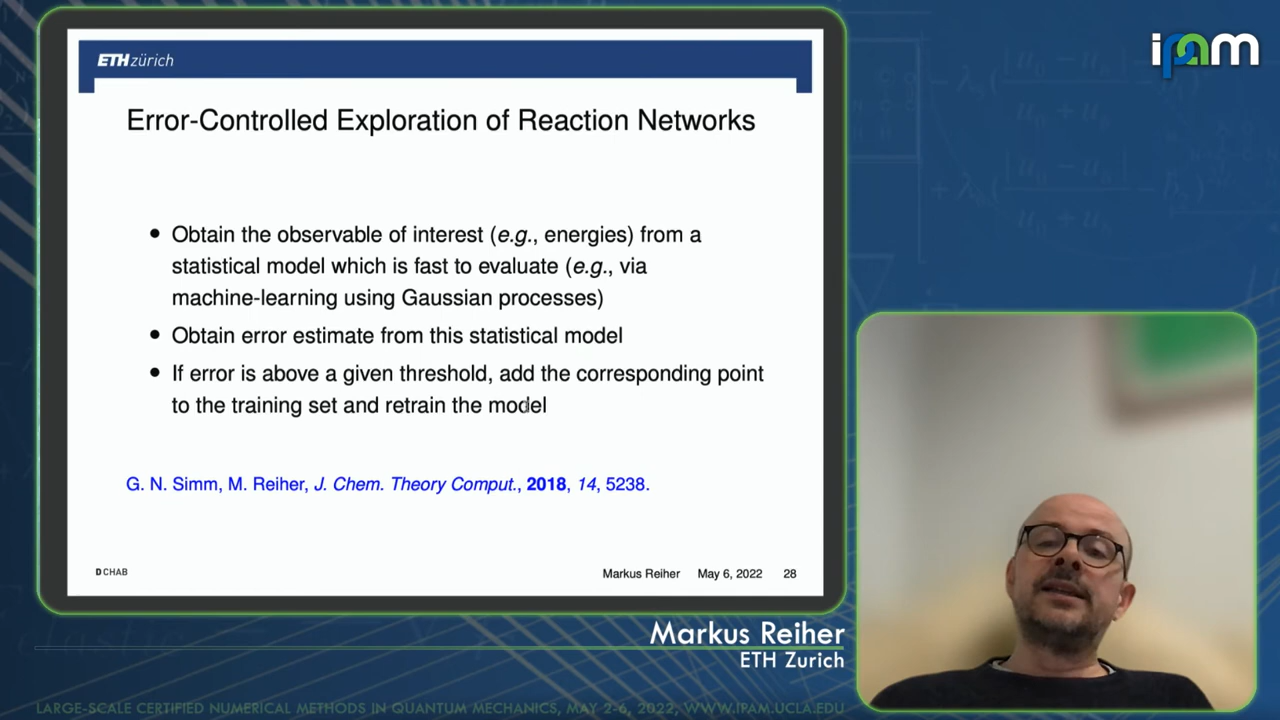 ETH zürich
ipam
Error-Controlled Exploration of Reaction Networks
• Obtain the observable of interest (e.g., energies) from a
statistical model which is fast to evaluate (e.g., via
machine-learning using Gaussian processes)
• Obtain error estimate from this statistical model
• If error is above a given threshold, add the corresponding point
to the training set and retrain the model
G. N. Simm, M. Reiher, J. Chem. Theory Comput., 2018, 14, 5238.
D CHAB
Markus Reiher May 6, 2022 28
Markus Reiher
ETH Zurich
LARGE-SCALE CERTIFIED NUMERICAL METHODS IN QUANTUM MECHANICS, MAY 2-6, 2022, WWW.IPAM.UCLA.EDU